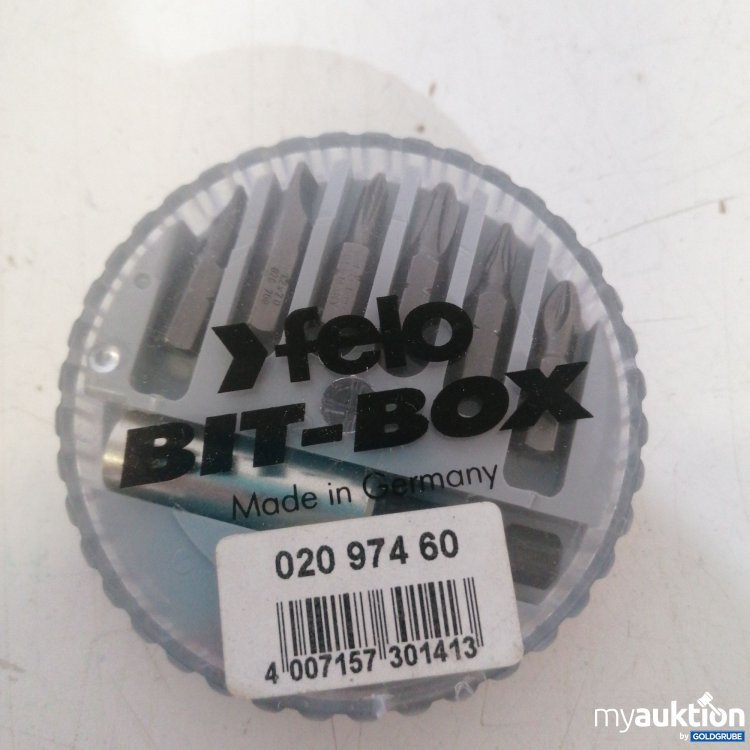 felo
BIT-BOX
Made in Germany
020 974 60
4 007157 301413
myauktion
by GOLDGRUBE